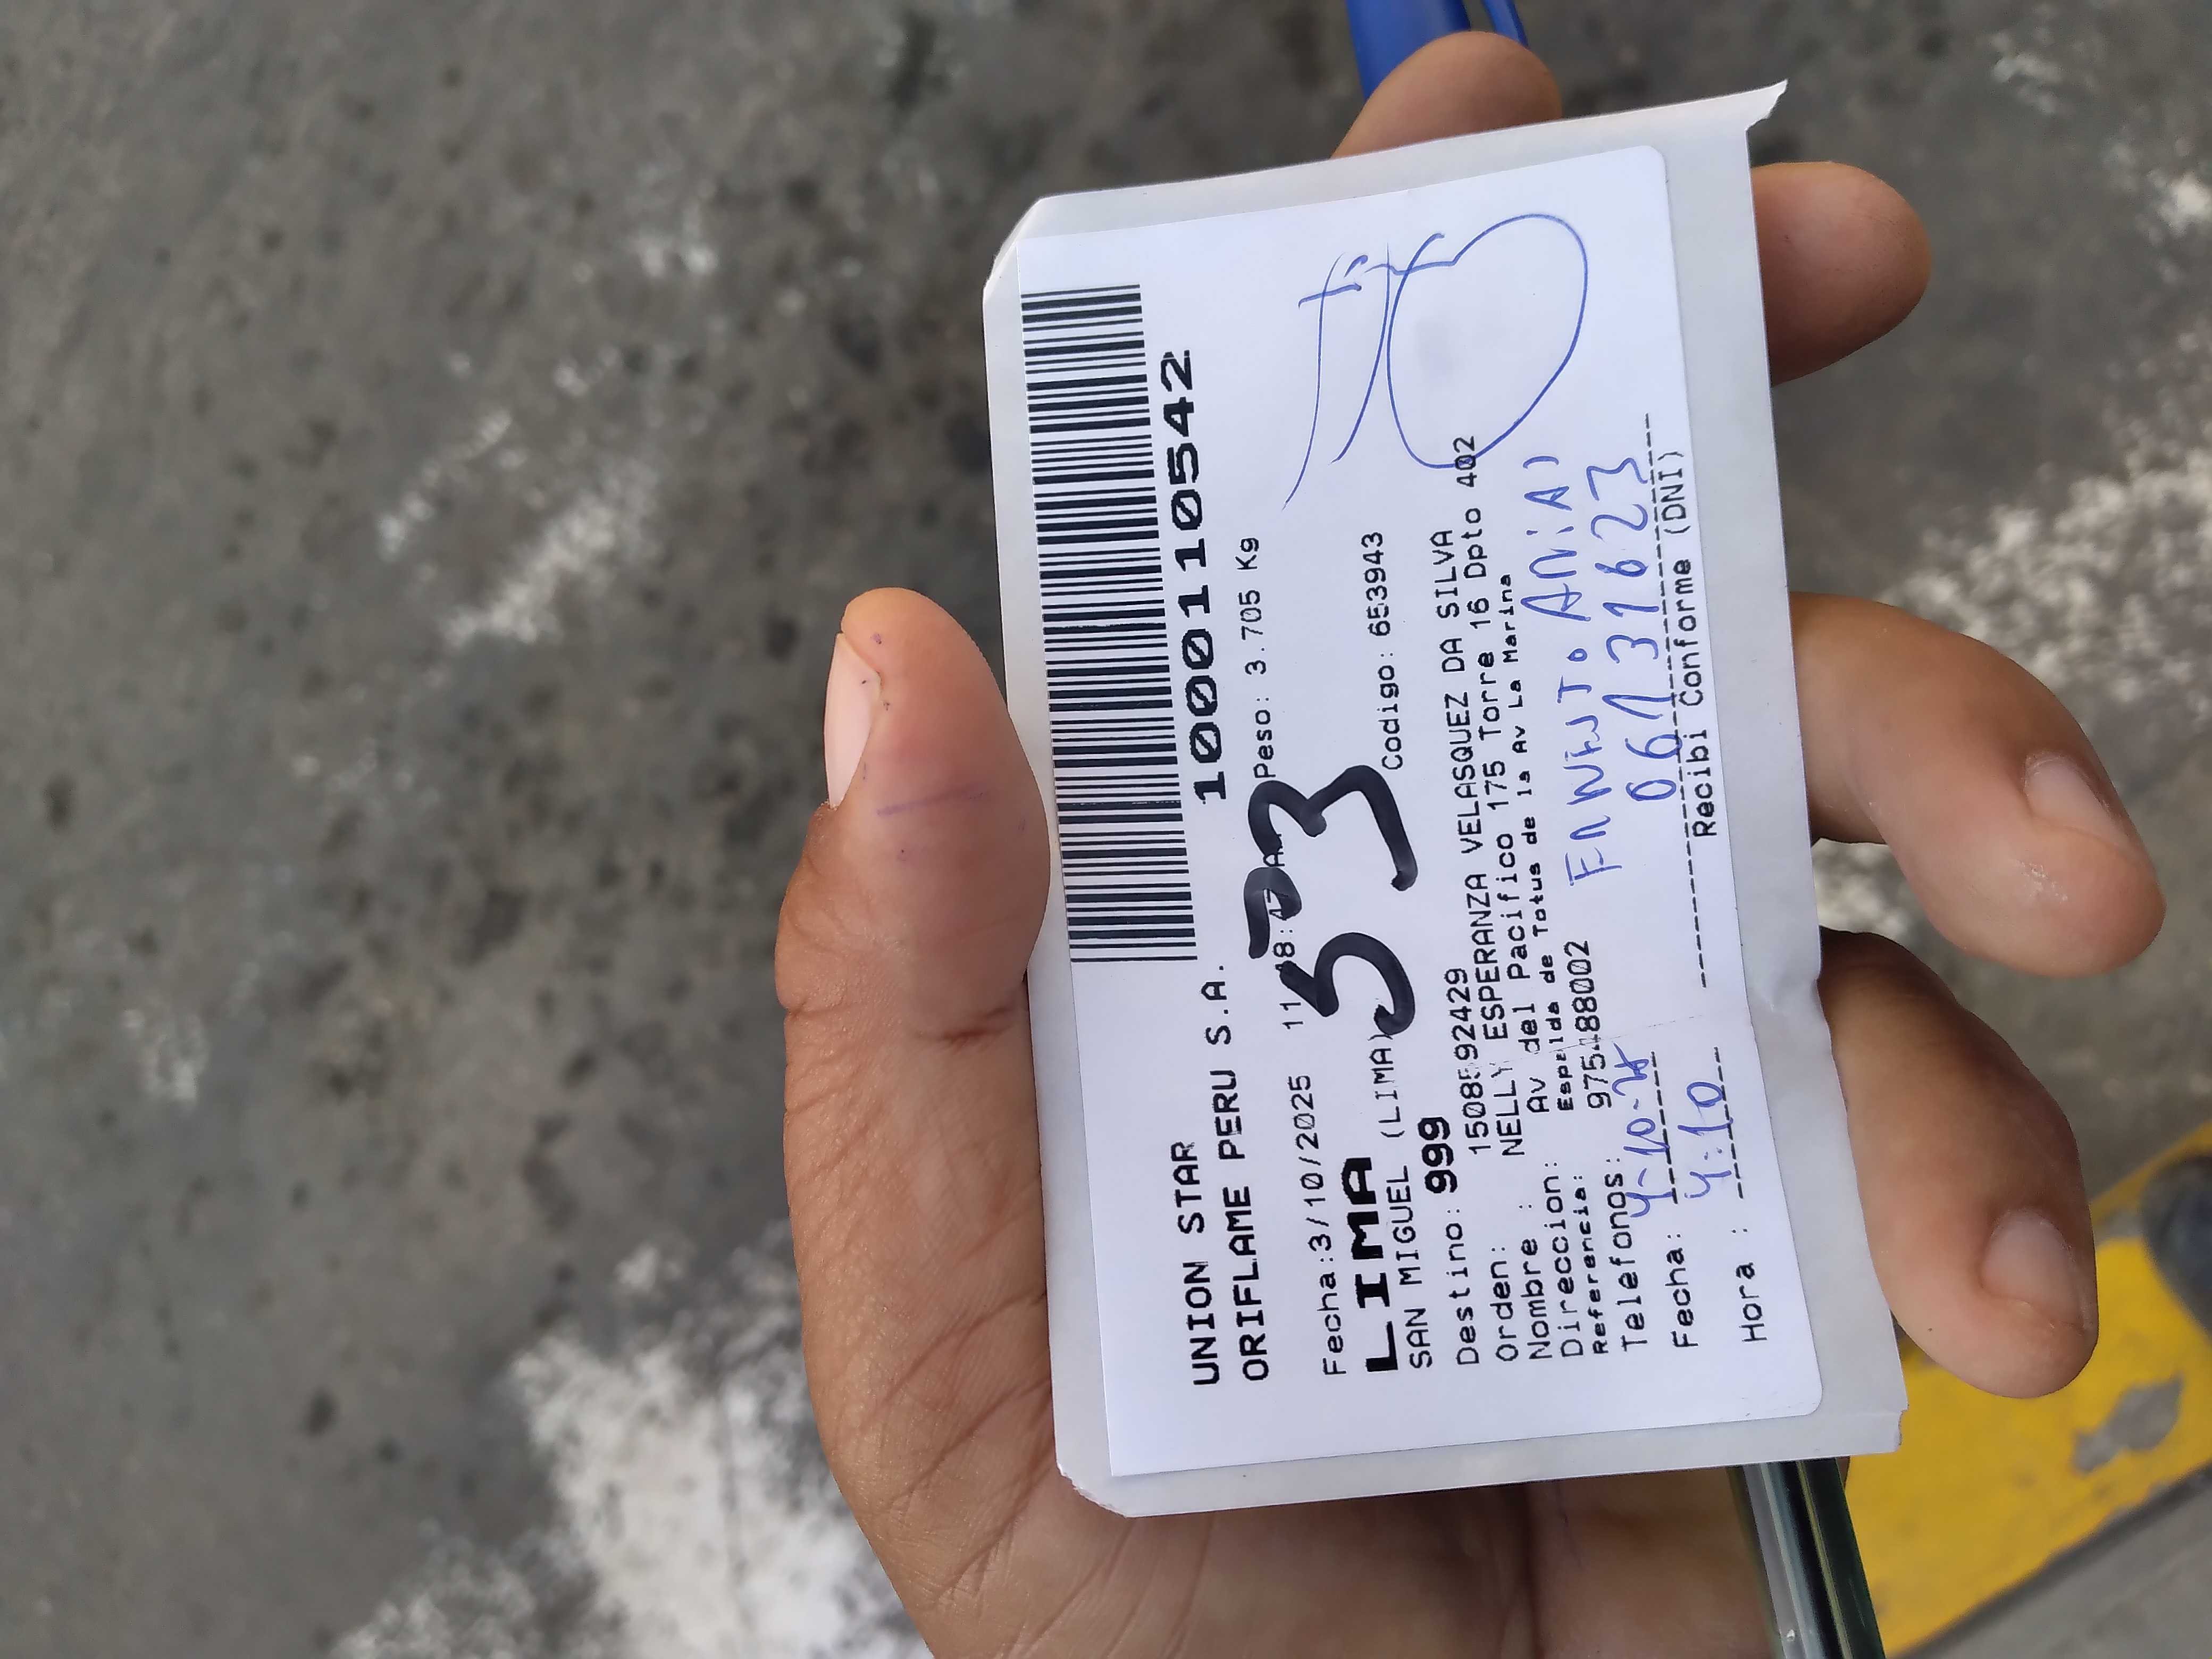 1000110542
UNION STAR
ORIFLAME PERU S.A.
Fecha:3/10/2025 Peso: 3.705 Kg
53
LIMA
SAN MIGUEL (LIMA) Codigo: 653943
Destino: 999
Orden:
Nombre : NELLY ESPERANZA VELASQUEZ DA SILVA
Direccion: Av del Pacifico 175 Torre 16 Dpto 402
Referencia: Espalda de Totus de la Av La Marina
Telefonos: 975488002
Fecha: 4-10-25
06131623
Hora : 4:10
Recibi Conforme (DNI)